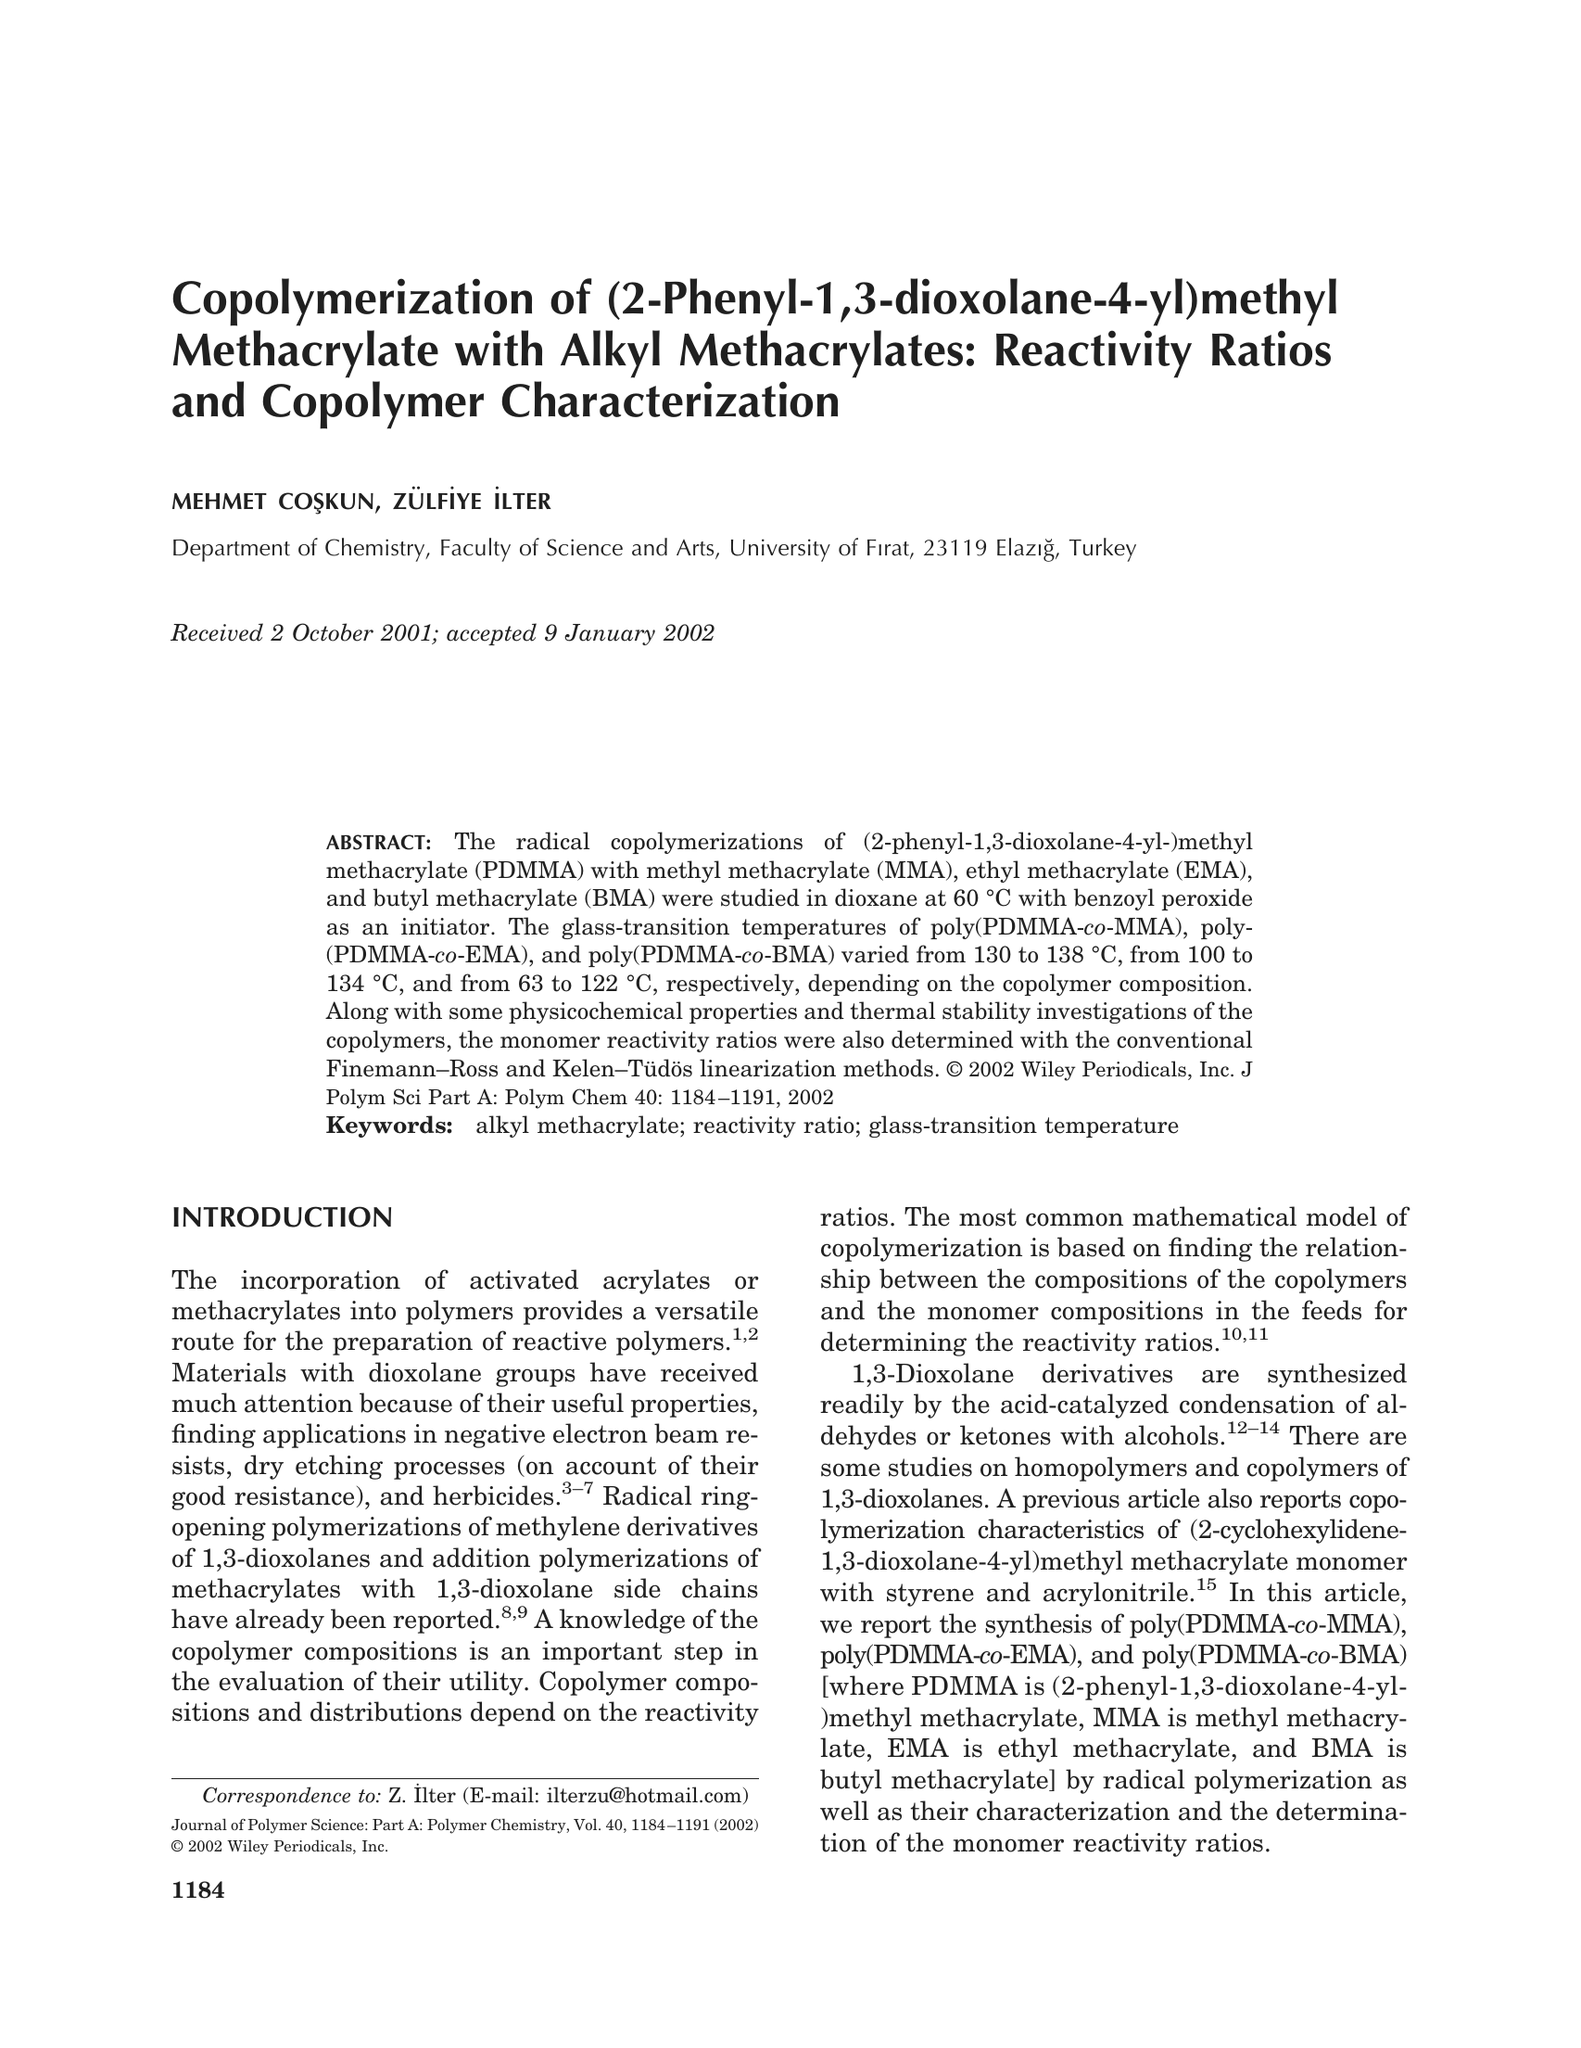 Copolymerization of (2-Phenyl-1,3-dioxolane-4-yl)methyl
Methacrylate with Alkyl Methacrylates: Reactivity Ratios
and Copolymer Characterization
MEHMET COŞKUN, ZÜLFİYE İLTER
Department of Chemistry, Faculty of Science and Arts, University of Fırat, 23119 Elazığ, Turkey
Received 2 October 2001; accepted 9 January 2002
ABSTRACT: The radical copolymerizations of (2-phenyl-1,3-dioxolane-4-yl-)methyl
methacrylate (PDMMA) with methyl methacrylate (MMA), ethyl methacrylate (EMA),
and butyl methacrylate (BMA) were studied in dioxane at 60 °C with benzoyl peroxide
as an initiator. The glass-transition temperatures of poly(PDMMA-co-MMA), poly-
(PDMMA-co-EMA), and poly(PDMMA-co-BMA) varied from 130 to 138 °C, from 100 to
134 °C, and from 63 to 122 °C, respectively, depending on the copolymer composition.
Along with some physicochemical properties and thermal stability investigations of the
copolymers, the monomer reactivity ratios were also determined with the conventional
Finemann–Ross and Kelen–Tüdös linearization methods. © 2002 Wiley Periodicals, Inc. J
Polym Sci Part A: Polym Chem 40: 1184–1191, 2002
Keywords: alkyl methacrylate; reactivity ratio; glass-transition temperature
INTRODUCTION
The incorporation of activated acrylates or
methacrylates into polymers provides a versatile
route for the preparation of reactive polymers.1,2
Materials with dioxolane groups have received
much attention because of their useful properties,
finding applications in negative electron beam re-
sists, dry etching processes (on account of their
good resistance), and herbicides.3–7 Radical ring-
opening polymerizations of methylene derivatives
of 1,3-dioxolanes and addition polymerizations of
methacrylates with 1,3-dioxolane side chains
have already been reported.8,9 A knowledge of the
copolymer compositions is an important step in
the evaluation of their utility. Copolymer compo-
sitions and distributions depend on the reactivity
Correspondence to: Z. İlter (E-mail: ilterzu@hotmail.com)
Journal of Polymer Science: Part A: Polymer Chemistry, Vol. 40, 1184–1191 (2002)
© 2002 Wiley Periodicals, Inc.
1184
ratios. The most common mathematical model of
copolymerization is based on finding the relation-
ship between the compositions of the copolymers
and the monomer compositions in the feeds for
determining the reactivity ratios.10,11
1,3-Dioxolane derivatives are synthesized
readily by the acid-catalyzed condensation of al-
dehydes or ketones with alcohols.12–14 There are
some studies on homopolymers and copolymers of
1,3-dioxolanes. A previous article also reports copo-
lymerization characteristics of (2-cyclohexylidene-
1,3-dioxolane-4-yl)methyl methacrylate monomer
with styrene and acrylonitrile.15 In this article,
we report the synthesis of poly(PDMMA-co-MMA),
poly(PDMMA-co-EMA), and poly(PDMMA-co-BMA)
[where PDMMA is (2-phenyl-1,3-dioxolane-4-yl-
)methyl methacrylate, MMA is methyl methacry-
late, EMA is ethyl methacrylate, and BMA is
butyl methacrylate] by radical polymerization as
well as their characterization and the determina-
tion of the monomer reactivity ratios.